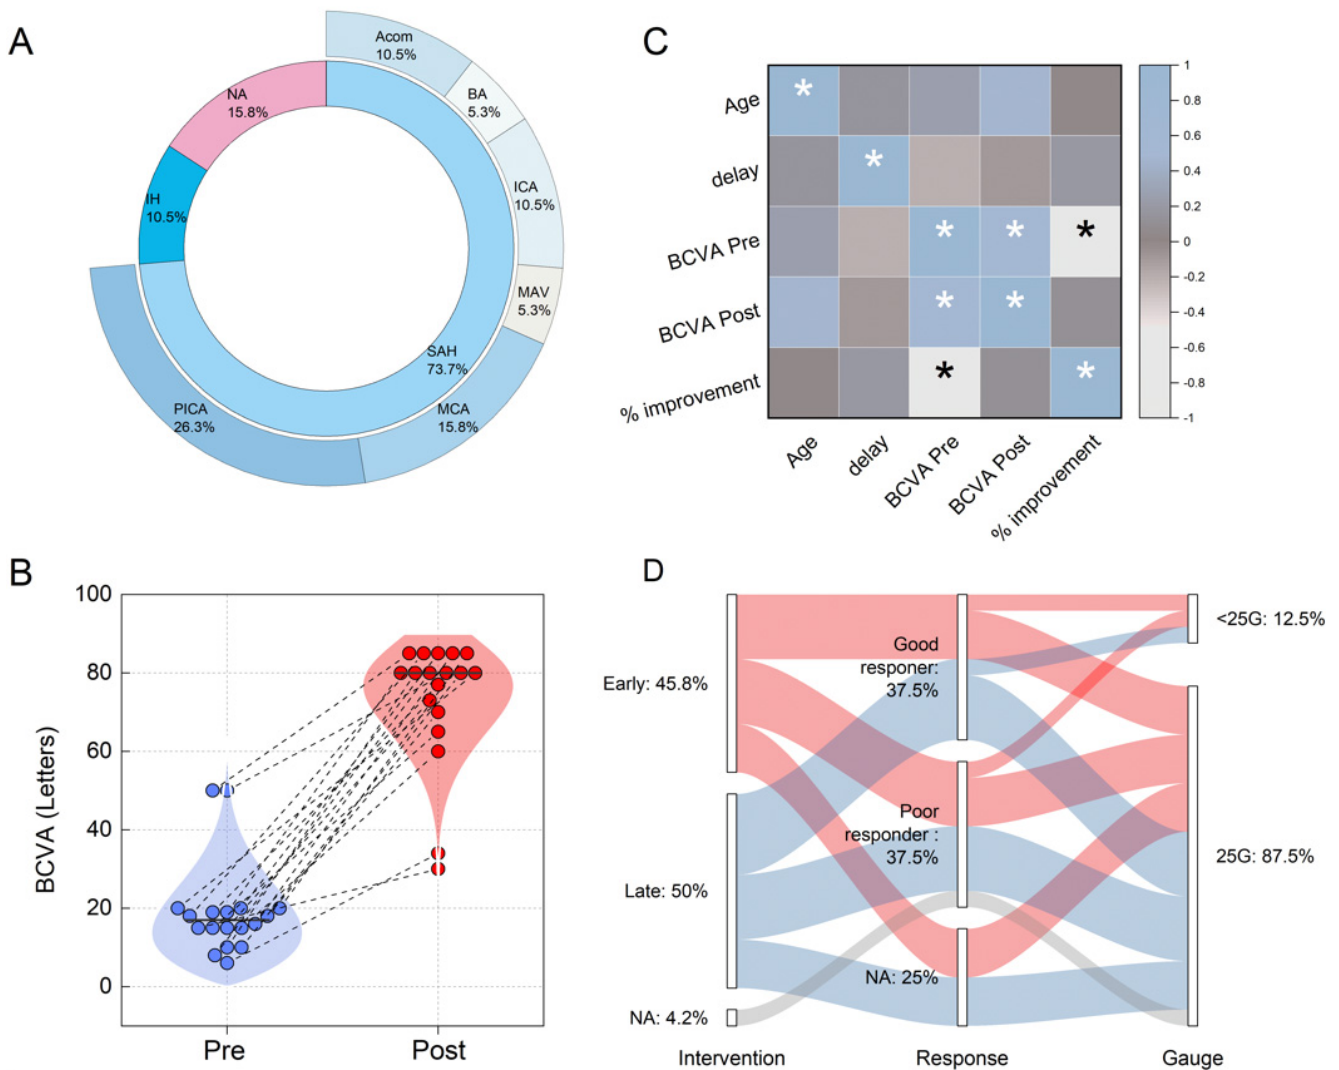 A
Acom
10.5%
BA
5.3%
NA
15.8%
ICA
10.5%
IH
10.5%
MAV
5.3%
SAH
73.7%
PICA
26.3%
MCA
15.8%
C
Age
delay
BCVA Pre
BCVA Post
% improvement
*
*
*
*
*
*
*
*
*
Age
delay
BCVA Pre
BCVA Post
% improvement
1
0.8
0.6
0.4
0.2
0
-0.2
-0.4
-0.6
-0.8
-1
B
BCVA (Letters)
100
80
60
40
20
0
Pre
Post
D
Early: 45.8%
Late: 50%
NA: 4.2%
Good
responer:
37.5%
Poor
responder :
37.5%
NA: 25%
<25G: 12.5%
25G: 87.5%
Intervention
Response
Gauge